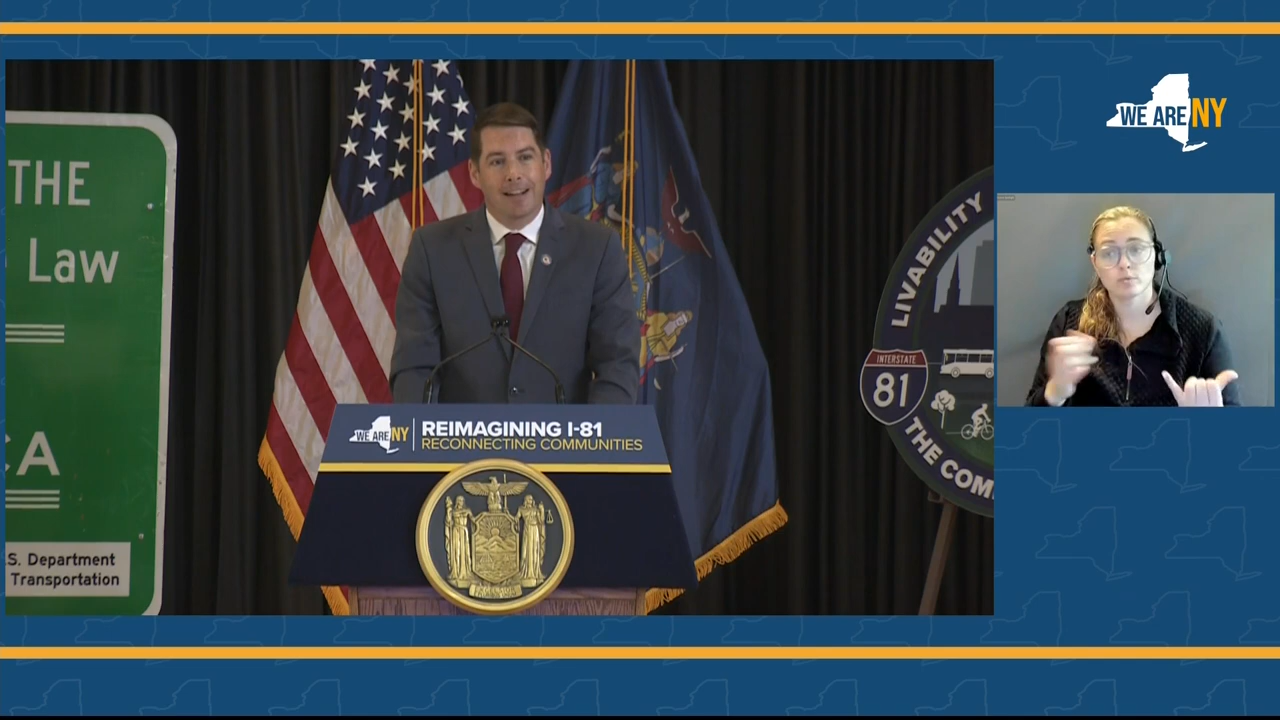 WE ARE NY
THE
Law
CA
S. Department
Transportation
WE ARE NY
REIMAGINING I-81
RECONNECTING COMMUNITIES
EXCELSIOR
LIVABILITY
INTERSTATE
81
THE COM